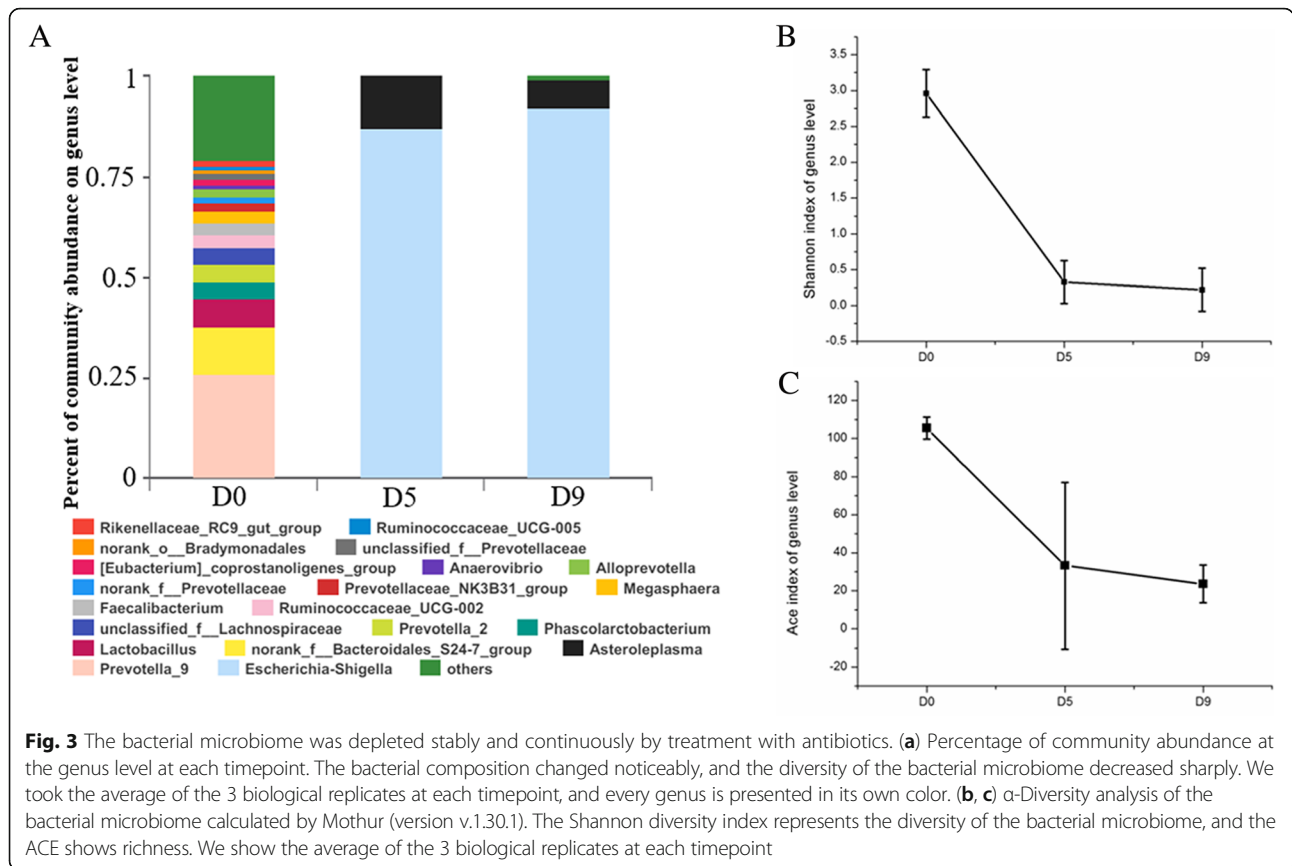 A
Percent of community abundance on genus level
1
0.75
0.5
0.25
0
D0 D5 D9
Rikenellaceae_RC9_gut_group Ruminococcaceae_UCG-005
norank_o__Bradymonadales unclassified_f__Prevotellaceae
[Eubacterium]_coprostanoligenes_group Anaerovibrio Alloprevotella
norank_f__Prevotellaceae Prevotellaceae_NK3B31_group Megasphaera
Faecalibacterium Ruminococcaceae_UCG-002
unclassified_f__Lachnospiraceae Prevotella_2 Phascolarctobacterium
Lactobacillus norank_f__Bacteroidales_S24-7_group Asteroleplasma
Prevotella_9 Escherichia-Shigella others
B
Shannon index of genus level
3.5
3.0
2.5
2.0
1.5
1.0
0.5
0.0
-0.5
D0 D5 D9
C
Ace index of genus level
120
100
80
60
40
20
0
-20
D0 D5 D9
Fig. 3 The bacterial microbiome was depleted stably and continuously by treatment with antibiotics. (a) Percentage of community abundance at
the genus level at each timepoint. The bacterial composition changed noticeably, and the diversity of the bacterial microbiome decreased sharply. We
took the average of the 3 biological replicates at each timepoint, and every genus is presented in its own color. (b, c) α-Diversity analysis of the
bacterial microbiome calculated by Mothur (version v.1.30.1). The Shannon diversity index represents the diversity of the bacterial microbiome, and the
ACE shows richness. We show the average of the 3 biological replicates at each timepoint